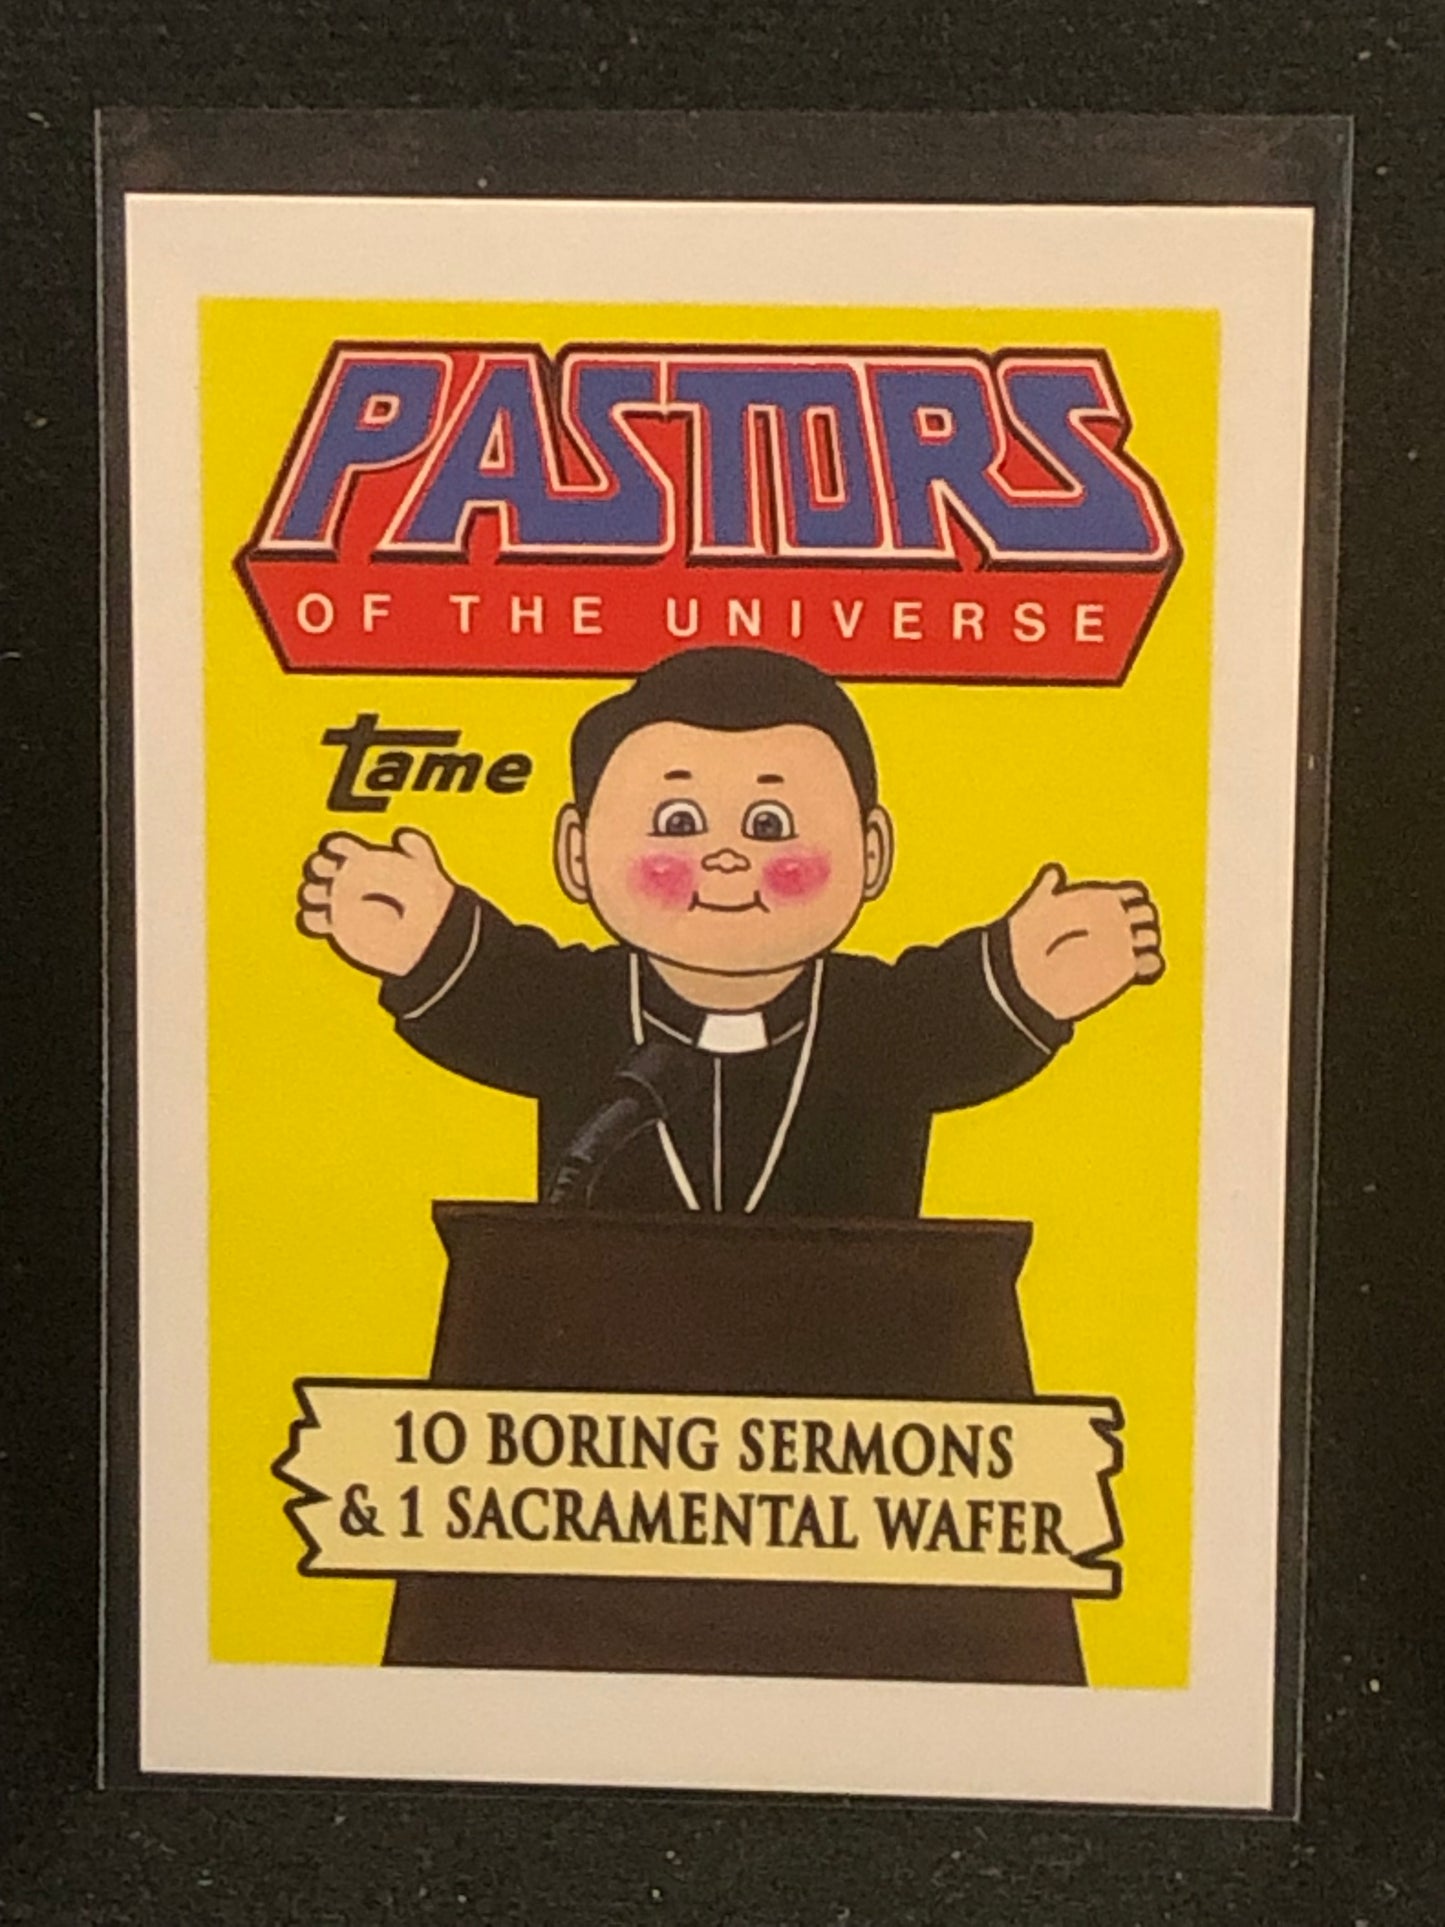 PASTORS
OF THE UNIVERSE
Tame
10 BORING SERMONS
& 1 SACRAMENTAL WAFER